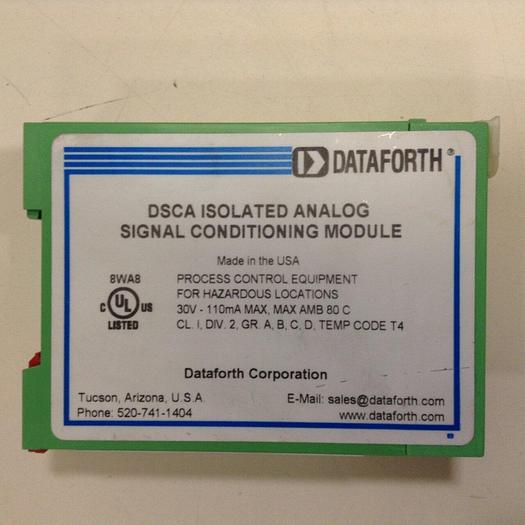 DATAFORTH®
DSCA ISOLATED ANALOG
SIGNAL CONDITIONING MODULE
Made in the USA
8WA8
PROCESS CONTROL EQUIPMENT
FOR HAZARDOUS LOCATIONS
30V - 110mA MAX, MAX AMB 80 C
CL. I, DIV. 2, GR. A, B, C, D, TEMP CODE T4
C UL US
LISTED
Dataforth Corporation
Tucson, Arizona, U.S.A.
E-Mail: sales@dataforth.com
Phone: 520-741-1404
www.dataforth.com